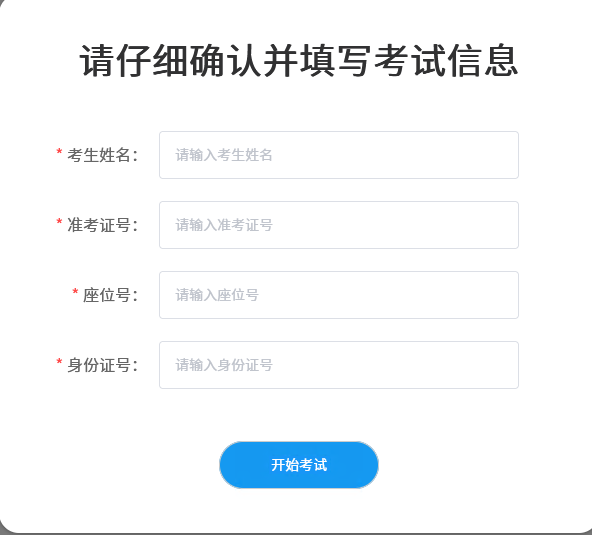 请仔细确认并填写考试信息
* 考生姓名： 请输入考生姓名
* 准考证号： 请输入准考证号
* 座位号： 请输入座位号
* 身份证号： 请输入身份证号
开始考试